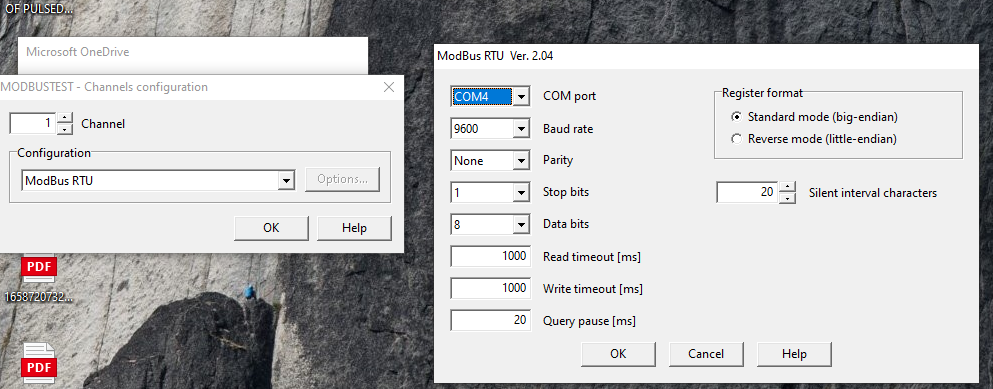 OF PULSED...
Microsoft OneDrive
MODBUSTEST - Channels configuration
1 Channel
Configuration
ModBus RTU
Options...
OK
Help
PDF
1658720732...
PDF
ModBus RTU Ver. 2.04
COM4 COM port
9600 Baud rate
None Parity
1 Stop bits
8 Data bits
1000 Read timeout [ms]
1000 Write timeout [ms]
20 Query pause [ms]
Register format
Standard mode (big-endian)
Reverse mode (little-endian)
20 Silent interval characters
OK
Cancel
Help